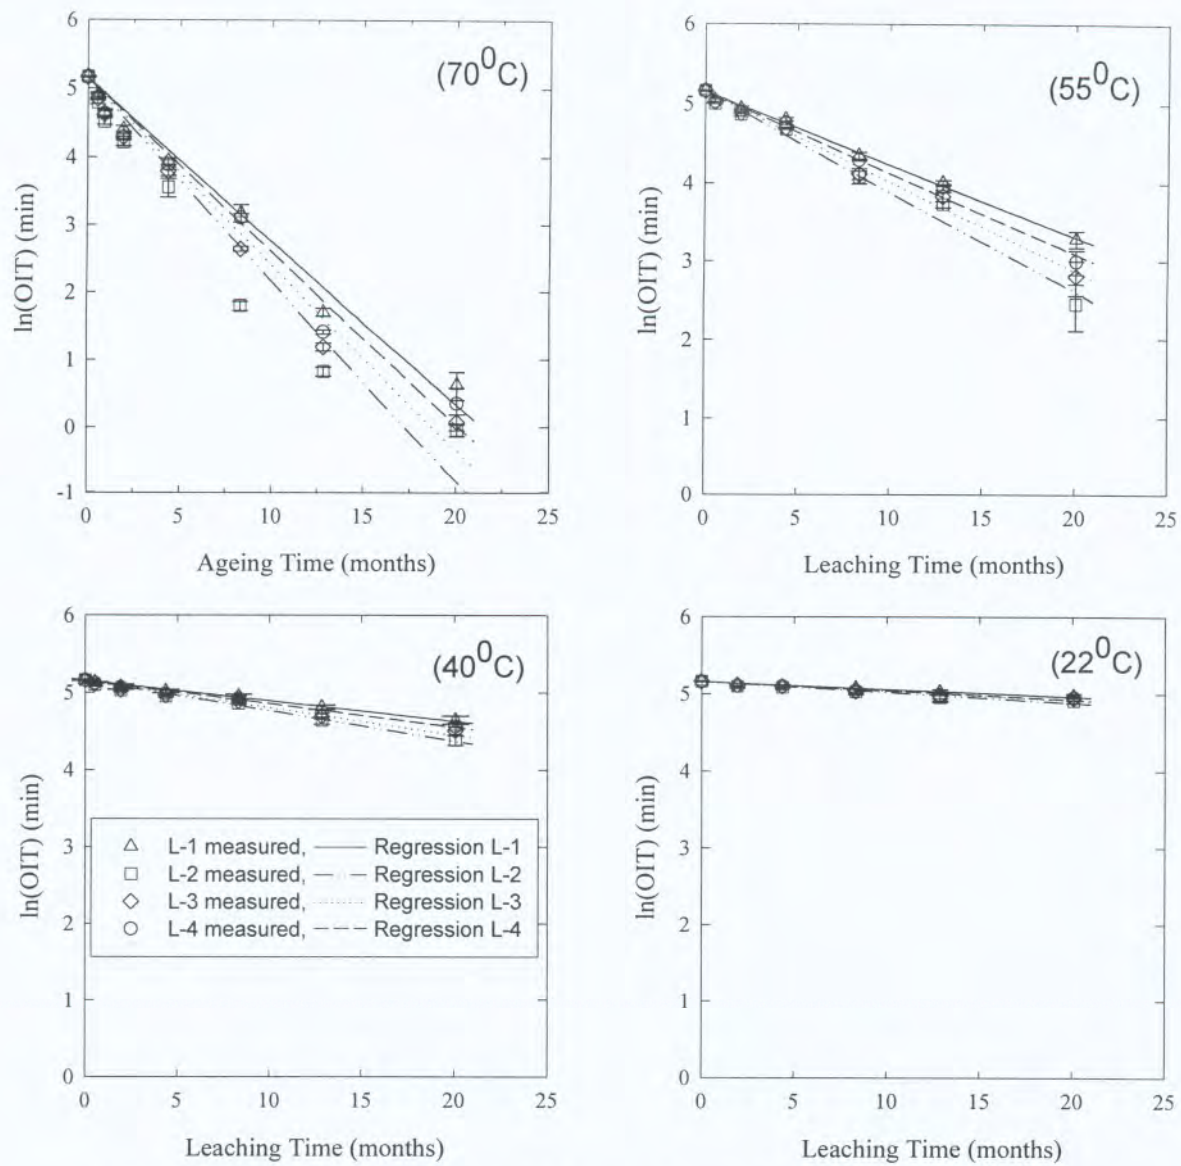 6
5
4
3
2
1
0
-1
ln(OIT) (min)
(70⁰C)
0 5 10 15 20 25
Ageing Time (months)
6
5
4
3
2
1
0
ln(OIT) (min)
(55⁰C)
0 5 10 15 20 25
Leaching Time (months)
6
5
4
3
2
1
0
ln(OIT) (min)
(40⁰C)
L-1 measured, Regression L-1
L-2 measured, Regression L-2
L-3 measured, Regression L-3
L-4 measured, Regression L-4
0 5 10 15 20 25
Leaching Time (months)
6
5
4
3
2
1
0
ln(OIT) (min)
(22⁰C)
0 5 10 15 20 25
Leaching Time (months)